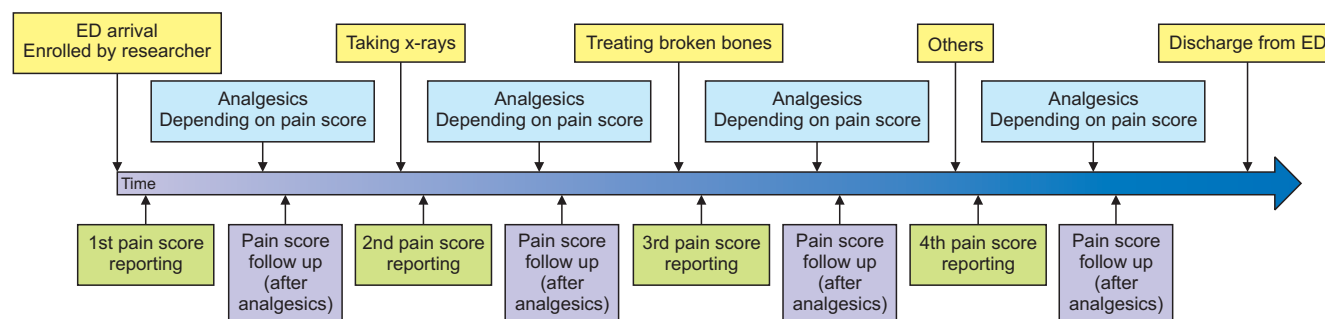 ED arrival
Enrolled by researcher
Taking x-rays
Treating broken bones
Others
Discharge from ED
Analgesics
Depending on pain score
Analgesics
Depending on pain score
Analgesics
Depending on pain score
Analgesics
Depending on pain score
Time
1st pain score
reporting
Pain score
follow up
(after
analgesics)
2nd pain score
reporting
Pain score
follow up
(after
analgesics)
3rd pain score
reporting
Pain score
follow up
(after
analgesics)
4th pain score
reporting
Pain score
follow up
(after
analgesics)